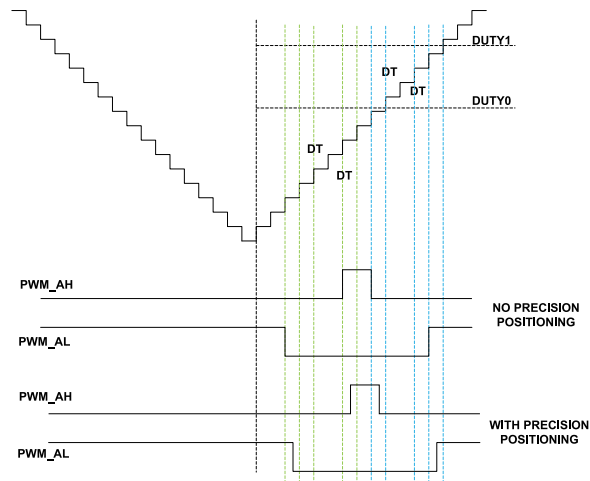 DUTY1
DT
DT
DUTY0
DT
DT
PWM_AH
NO PRECISION
POSITIONING
PWM_AL
PWM_AH
WITH PRECISION
POSITIONING
PWM_AL